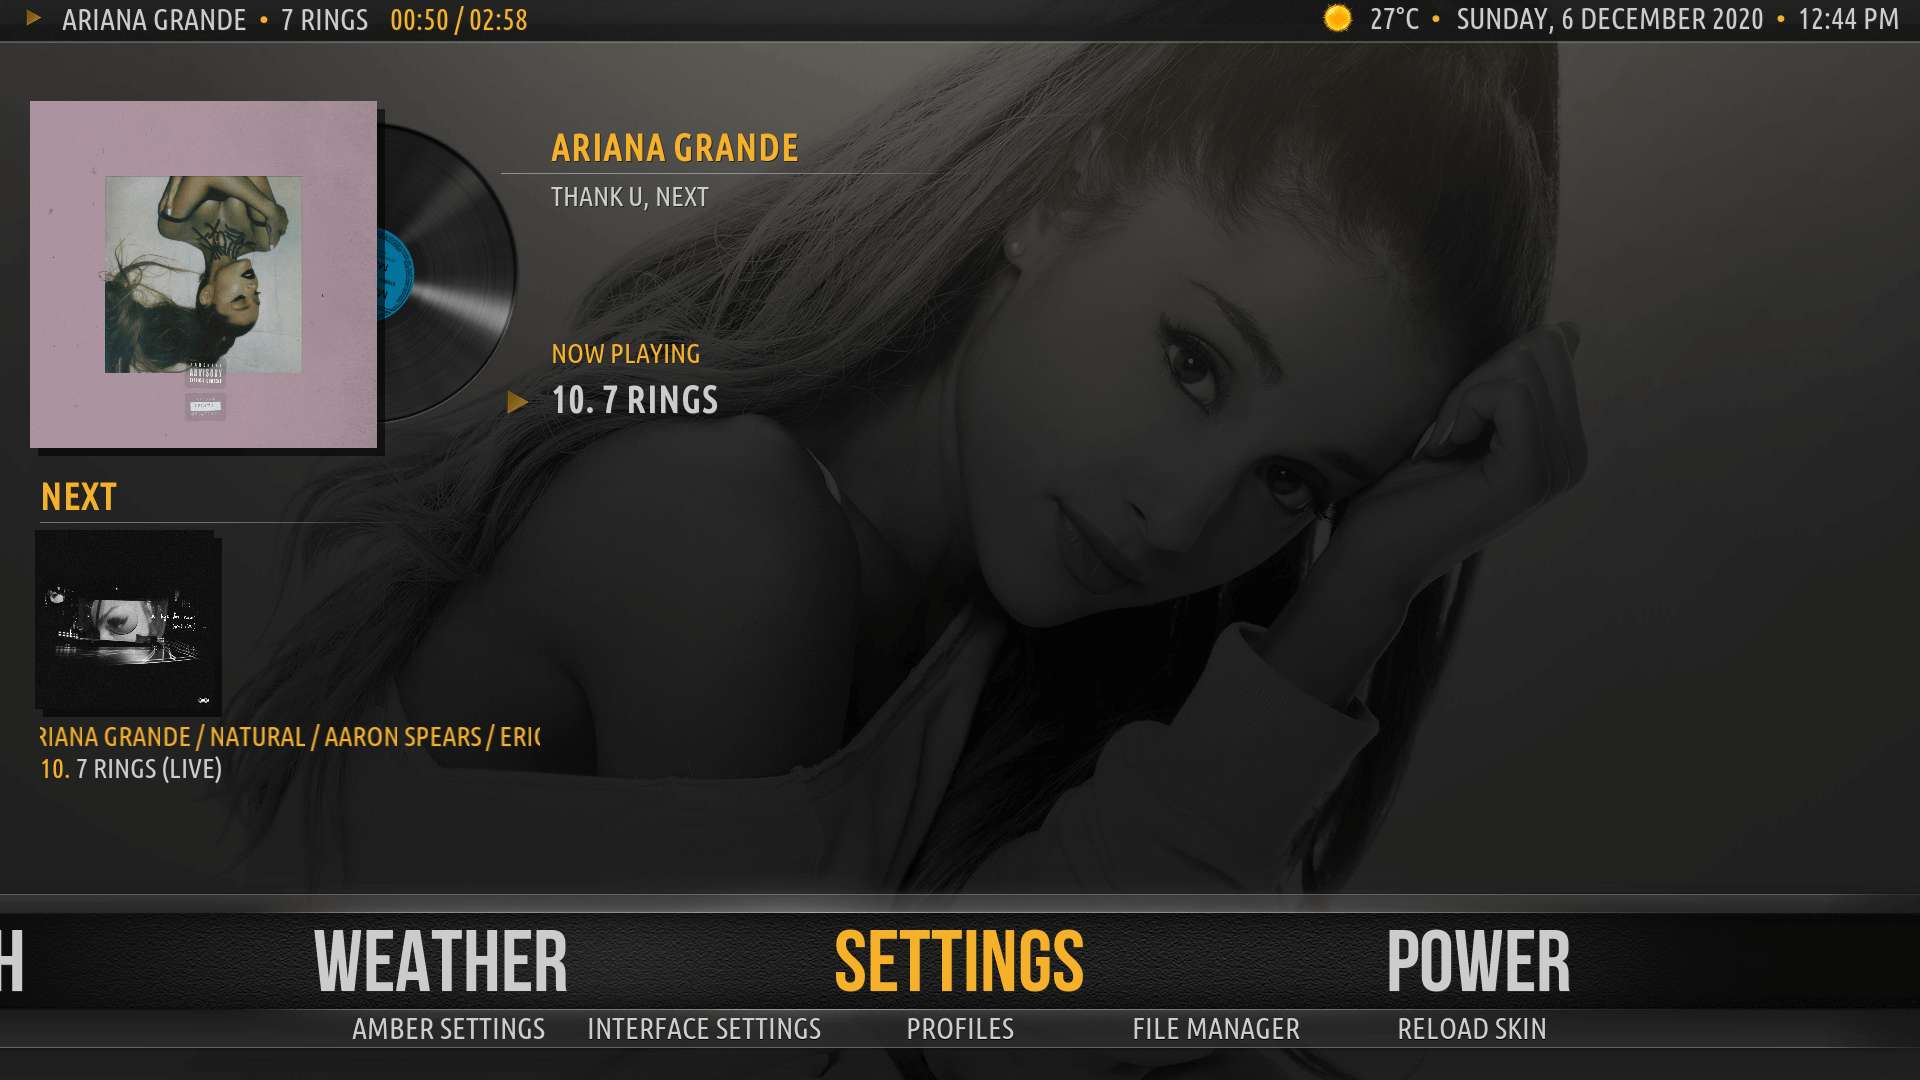 ARIANA GRANDE • 7 RINGS 00:50 / 02:58
27°C • SUNDAY, 6 DECEMBER 2020 • 12:44 PM
ARIANA GRANDE
THANK U, NEXT
NOW PLAYING
10. 7 RINGS
ADVISORY
NEXT
RIANA GRANDE / NATURAL / AARON SPEARS / ERIC
10. 7 RINGS (LIVE)
H WEATHER SETTINGS POWER
AMBER SETTINGS INTERFACE SETTINGS PROFILES FILE MANAGER RELOAD SKIN